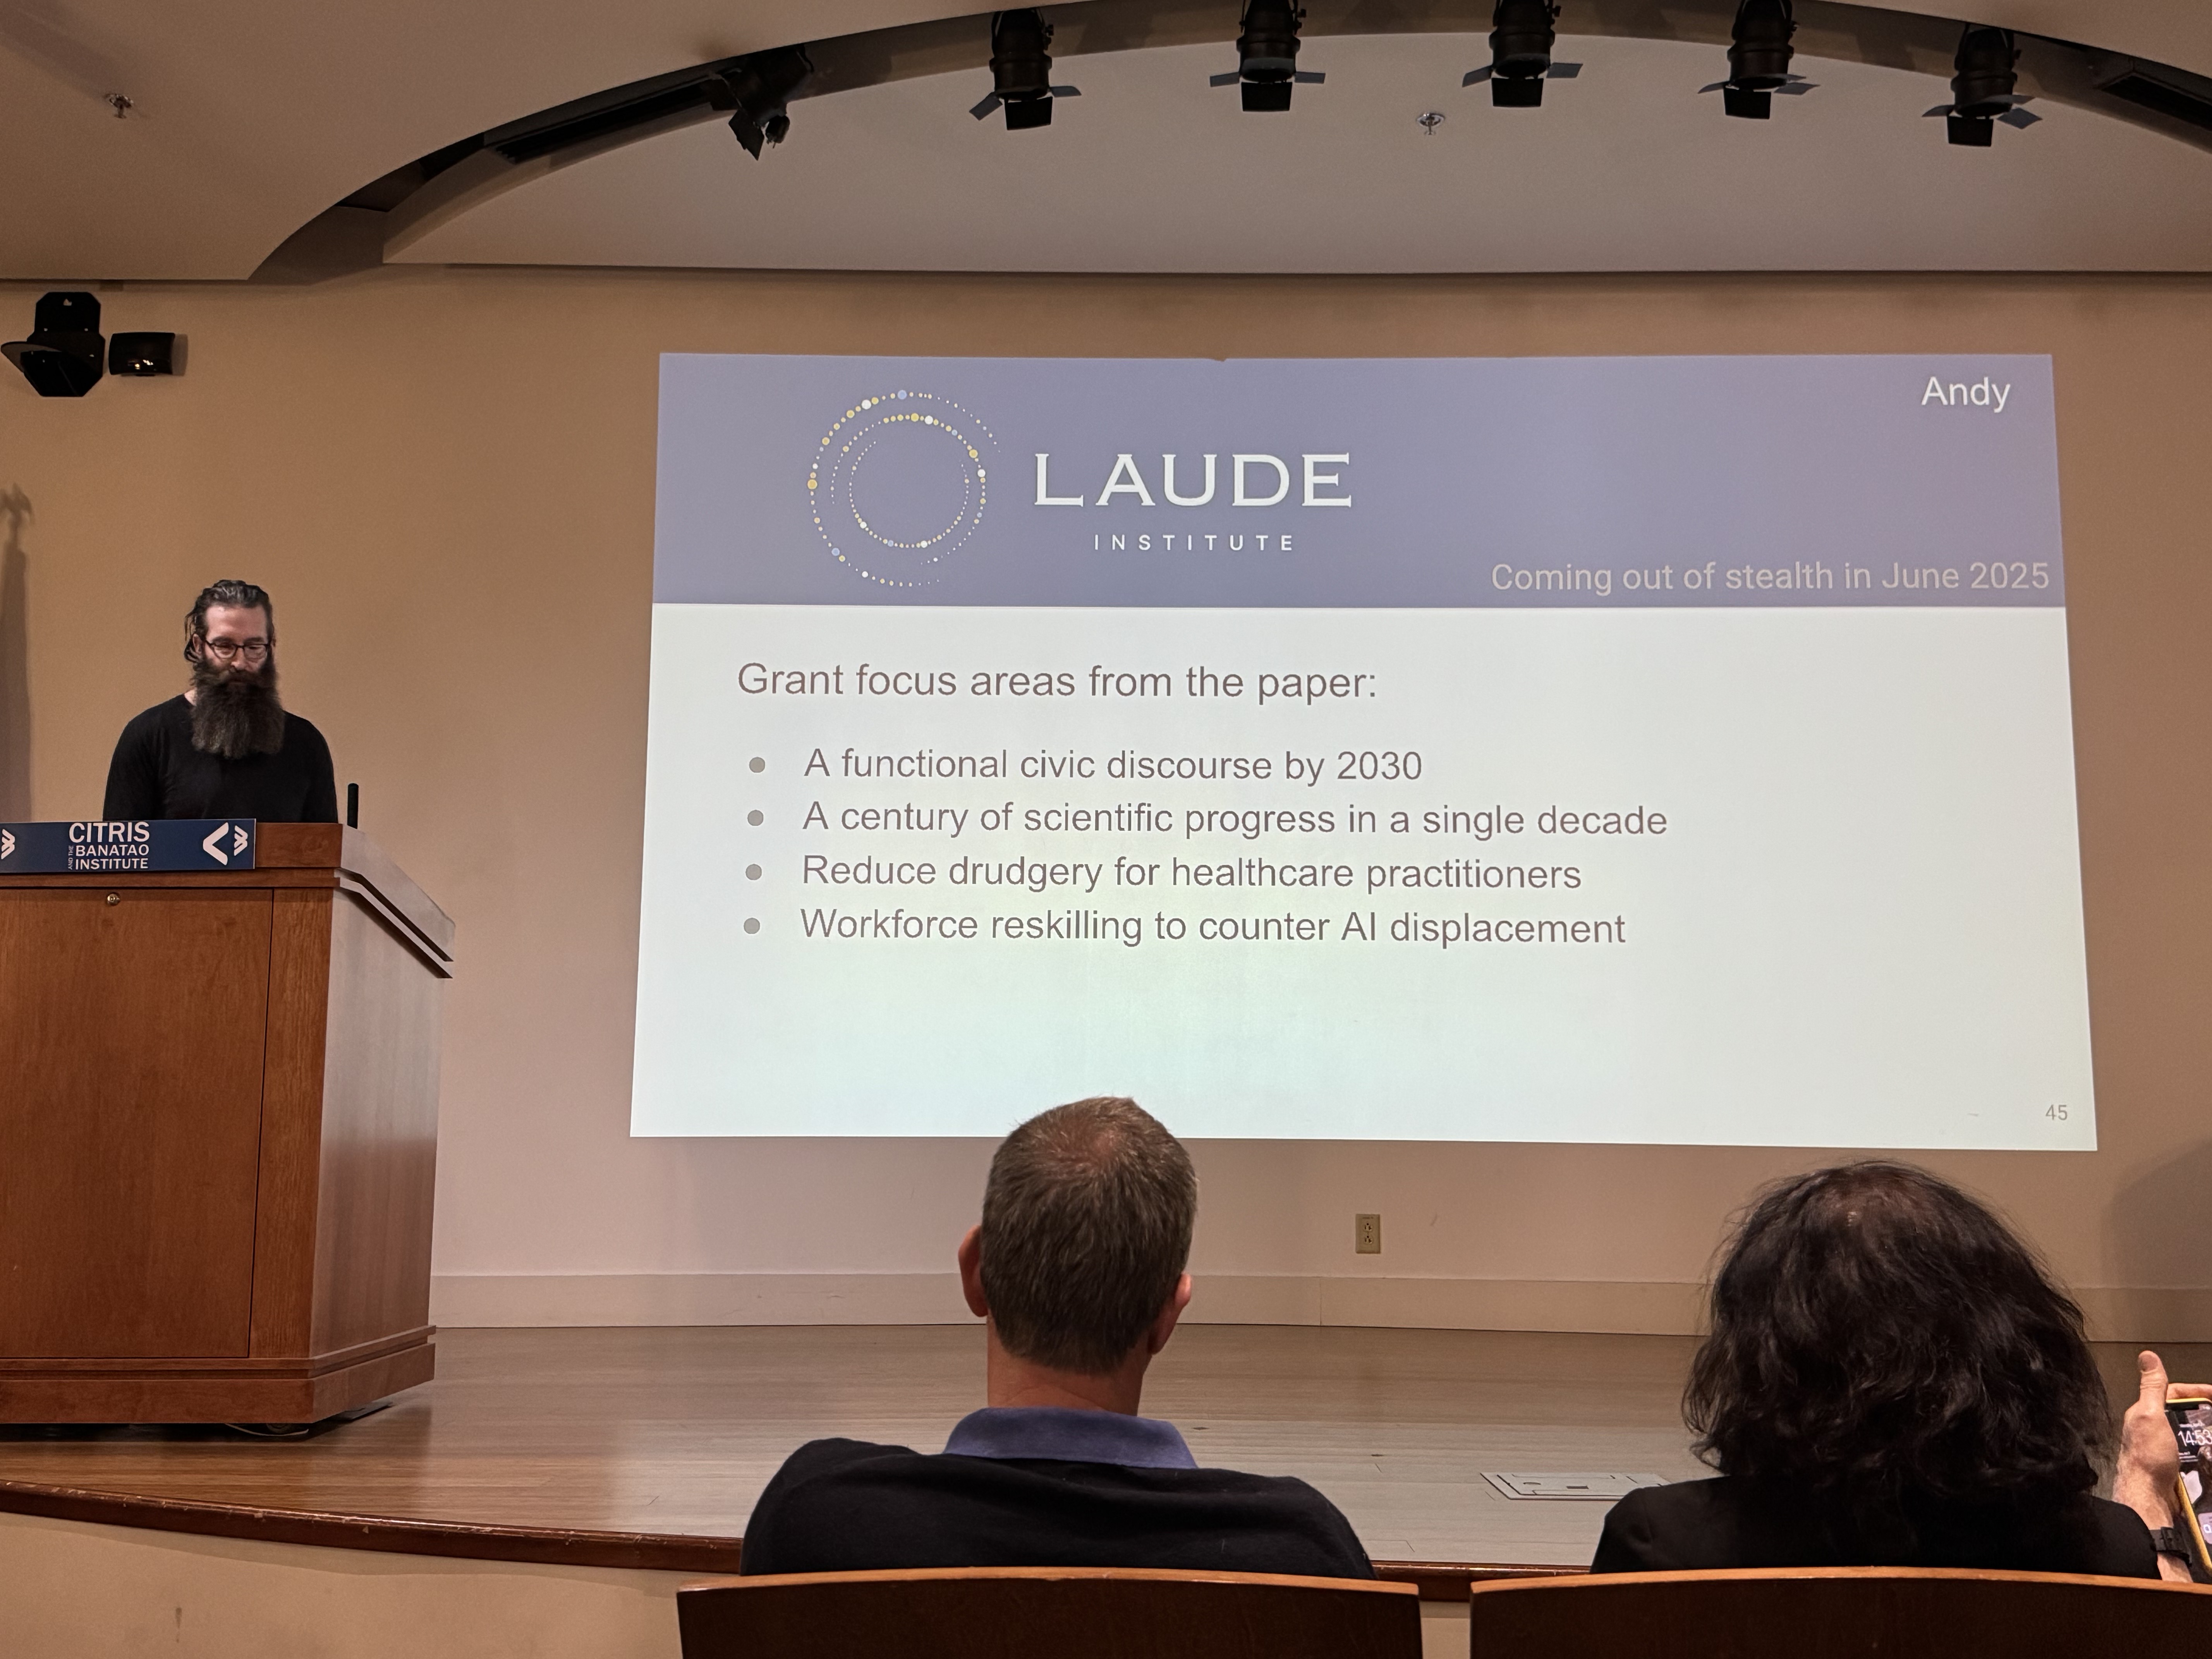 Andy
LAUDE
INSTITUTE
Coming out of stealth in June 2025
Grant focus areas from the paper:
● A functional civic discourse by 2030
● A century of scientific progress in a single decade
● Reduce drudgery for healthcare practitioners
● Workforce reskilling to counter AI displacement
45
CITRIS
AND THE BANATAO
INSTITUTE
14:53